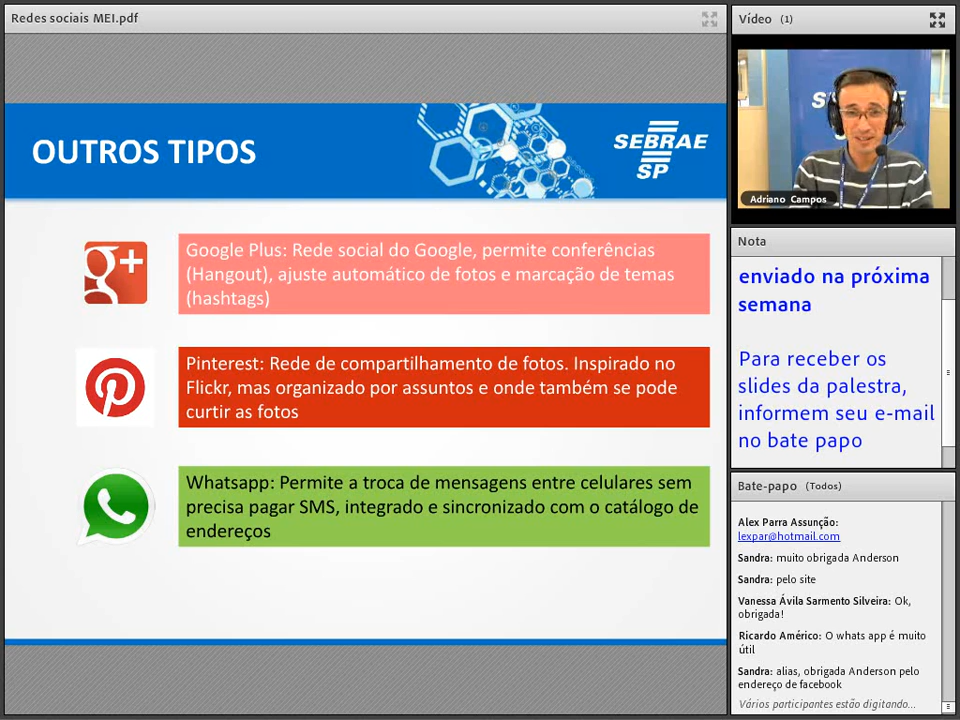 Redes sociais MEI.pdf
OUTROS TIPOS
SEBRAE
SP
g+
Google Plus: Rede social do Google, permite conferências
(Hangout), ajuste automático de fotos e marcação de temas
(hashtags)
Pinterest: Rede de compartilhamento de fotos. Inspirado no
Flickr, mas organizado por assuntos e onde também se pode
curtir as fotos
Whatsapp: Permite a troca de mensagens entre celulares sem
precisa pagar SMS, integrado e sincronizado com o catálogo de
endereços
Vídeo (1)
Adriano Campos
Nota
enviado na próxima
semana
Para receber os
slides da palestra,
informem seu e-mail
no bate papo
Bate-papo (Todos)
Alex Parra Assunção:
lexpar@hotmail.com
Sandra: muito obrigada Anderson
Sandra: pelo site
Vanessa Ávila Sarmento Silveira: Ok,
obrigada!
Ricardo Américo: O whats app é muito
útil
Sandra: alias, obrigada Anderson pelo
endereço de facebook
Vários participantes estão digitando...